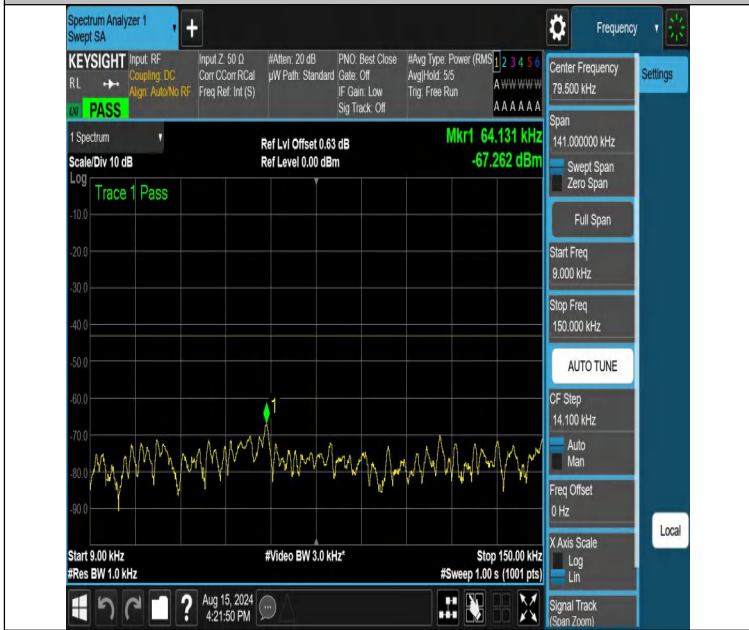 Spectrum Analyzer 1
Swept SA
+
Frequency
KEYSIGHT
RL
PASS
Input: RF
Coupling: DC
Align: Auto/No RF
Input Z: 50 Ω
Corr CCorr RCal
Freq Ref: Int (S)
#Atten: 20 dB
µW Path: Standard
PNO: Best Close
Gate: Off
IF Gain: Low
Sig Track: Off
#Avg Type: Power (RMS
Avg|Hold: 5/5
Trig: Free Run
1 2 3 4 5 6
A W W W W W
A A A A A A
1 Spectrum
Scale/Div 10 dB
Log
Ref Lvl Offset 0.63 dB
Ref Level 0.00 dBm
Mkr1 64.131 kHz
-67.262 dBm
Trace 1 Pass
-10.0
-20.0
-30.0
-40.0
-50.0
-60.0
-70.0
-80.0
-90.0
1
Start 9.00 kHz
#Res BW 1.0 kHz
#Video BW 3.0 kHz*
Stop 150.00 kHz
#Sweep 1.00 s (1001 pts)
?
Aug 15, 2024
4:21:50 PM
Center Frequency
79.500 kHz
Span
141.000000 kHz
Swept Span
Zero Span
Full Span
Start Freq
9.000 kHz
Stop Freq
150.000 kHz
AUTO TUNE
CF Step
14.100 kHz
Auto
Man
Freq Offset
0 Hz
X Axis Scale
Log
Lin
Signal Track
(Span Zoom)
Settings
Local